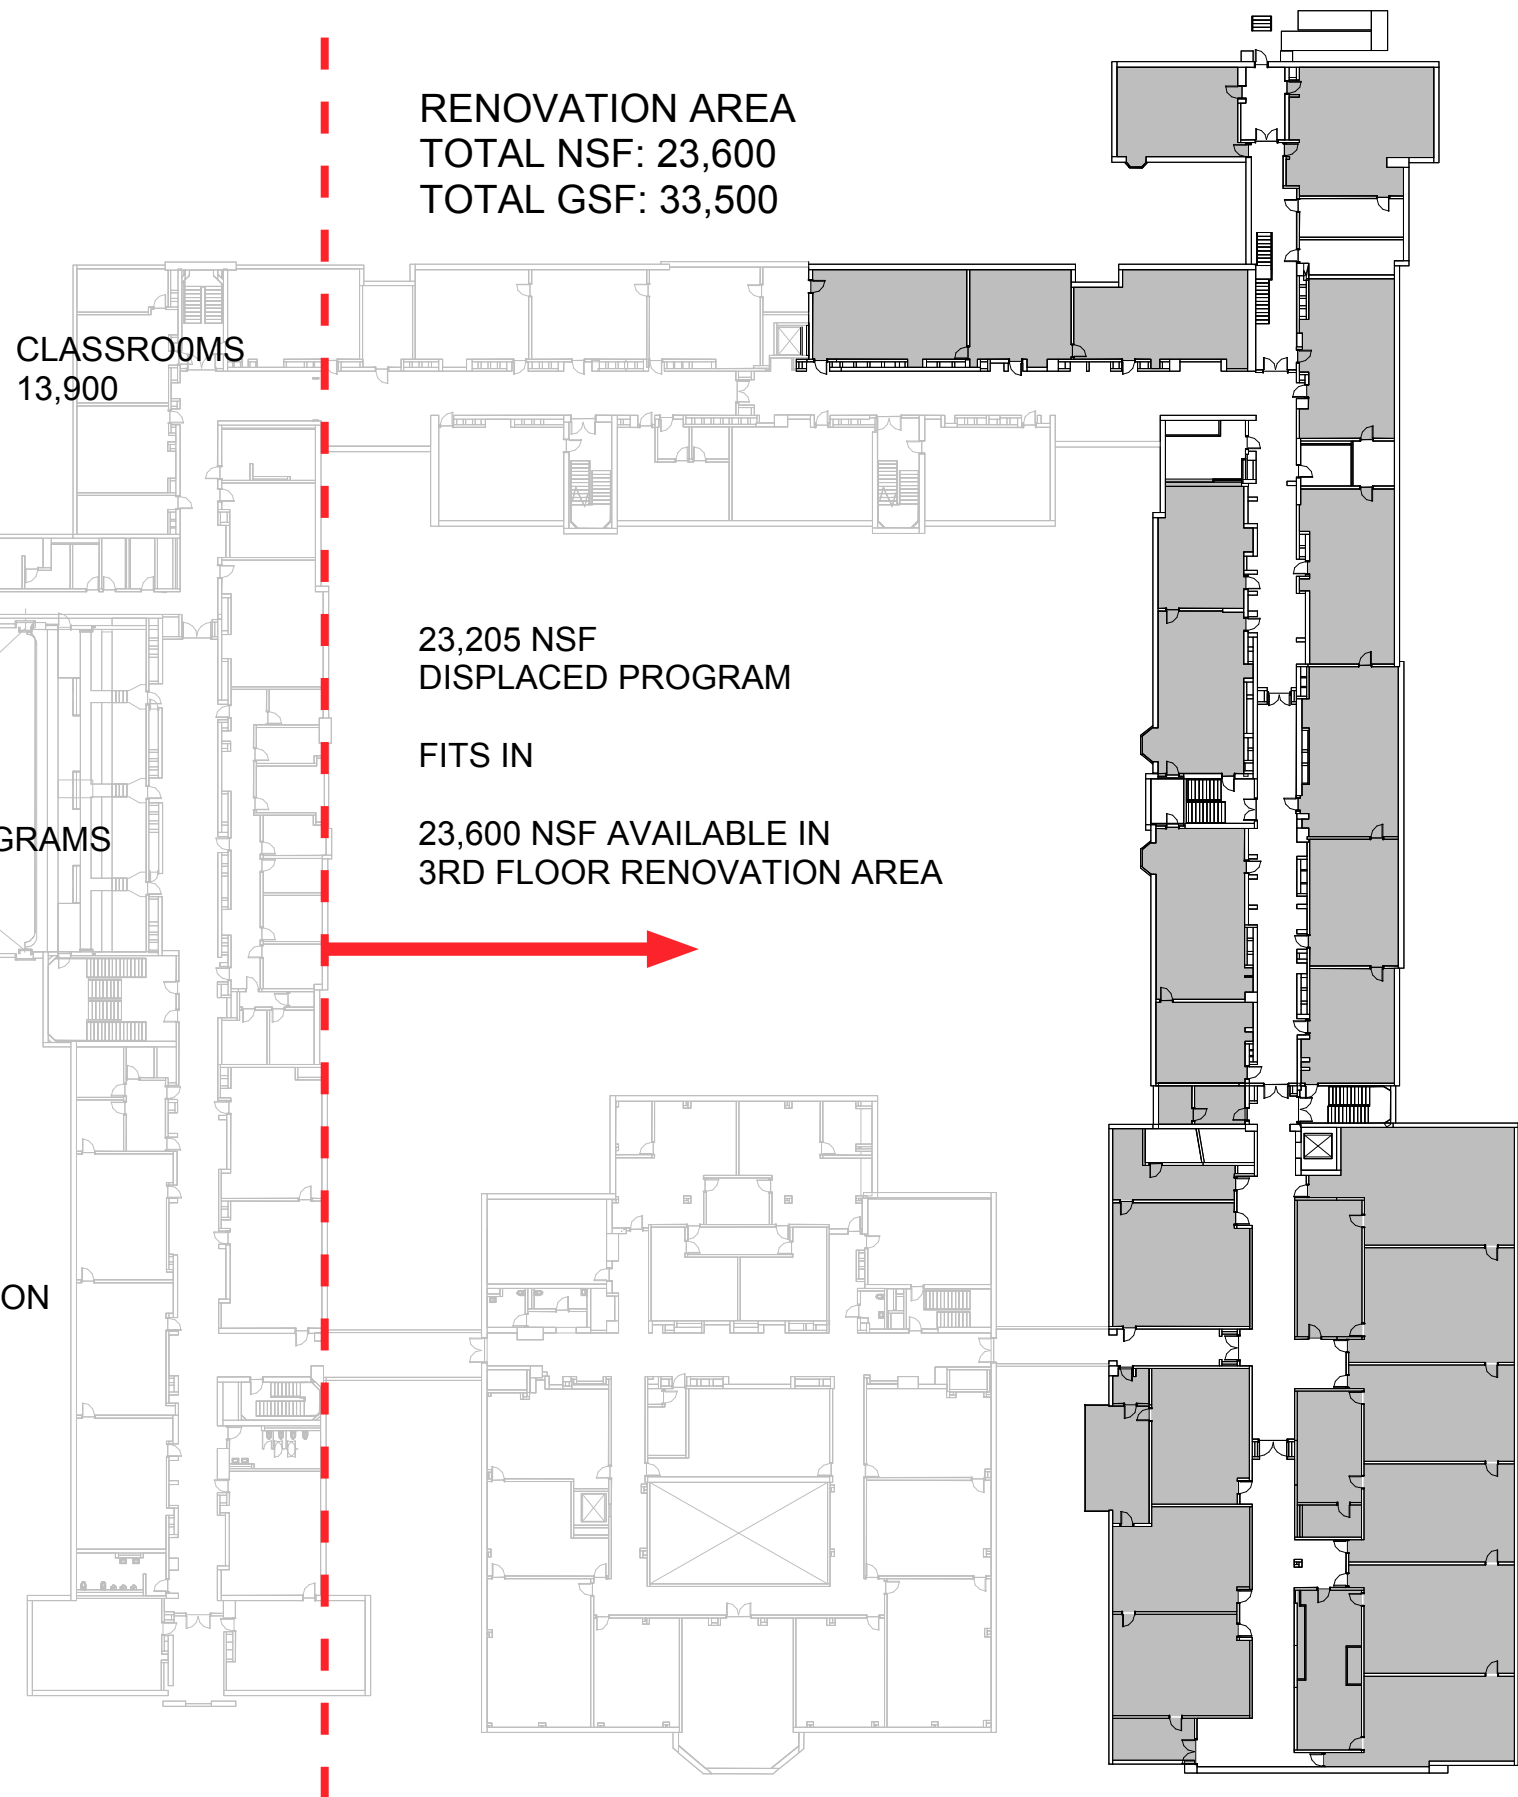 RENOVATION AREA
TOTAL NSF: 23,600
TOTAL GSF: 33,500
CLASSROOMS
13,900
23,205 NSF
DISPLACED PROGRAM
FITS IN
23,600 NSF AVAILABLE IN
3RD FLOOR RENOVATION AREA
GRAMS
ON